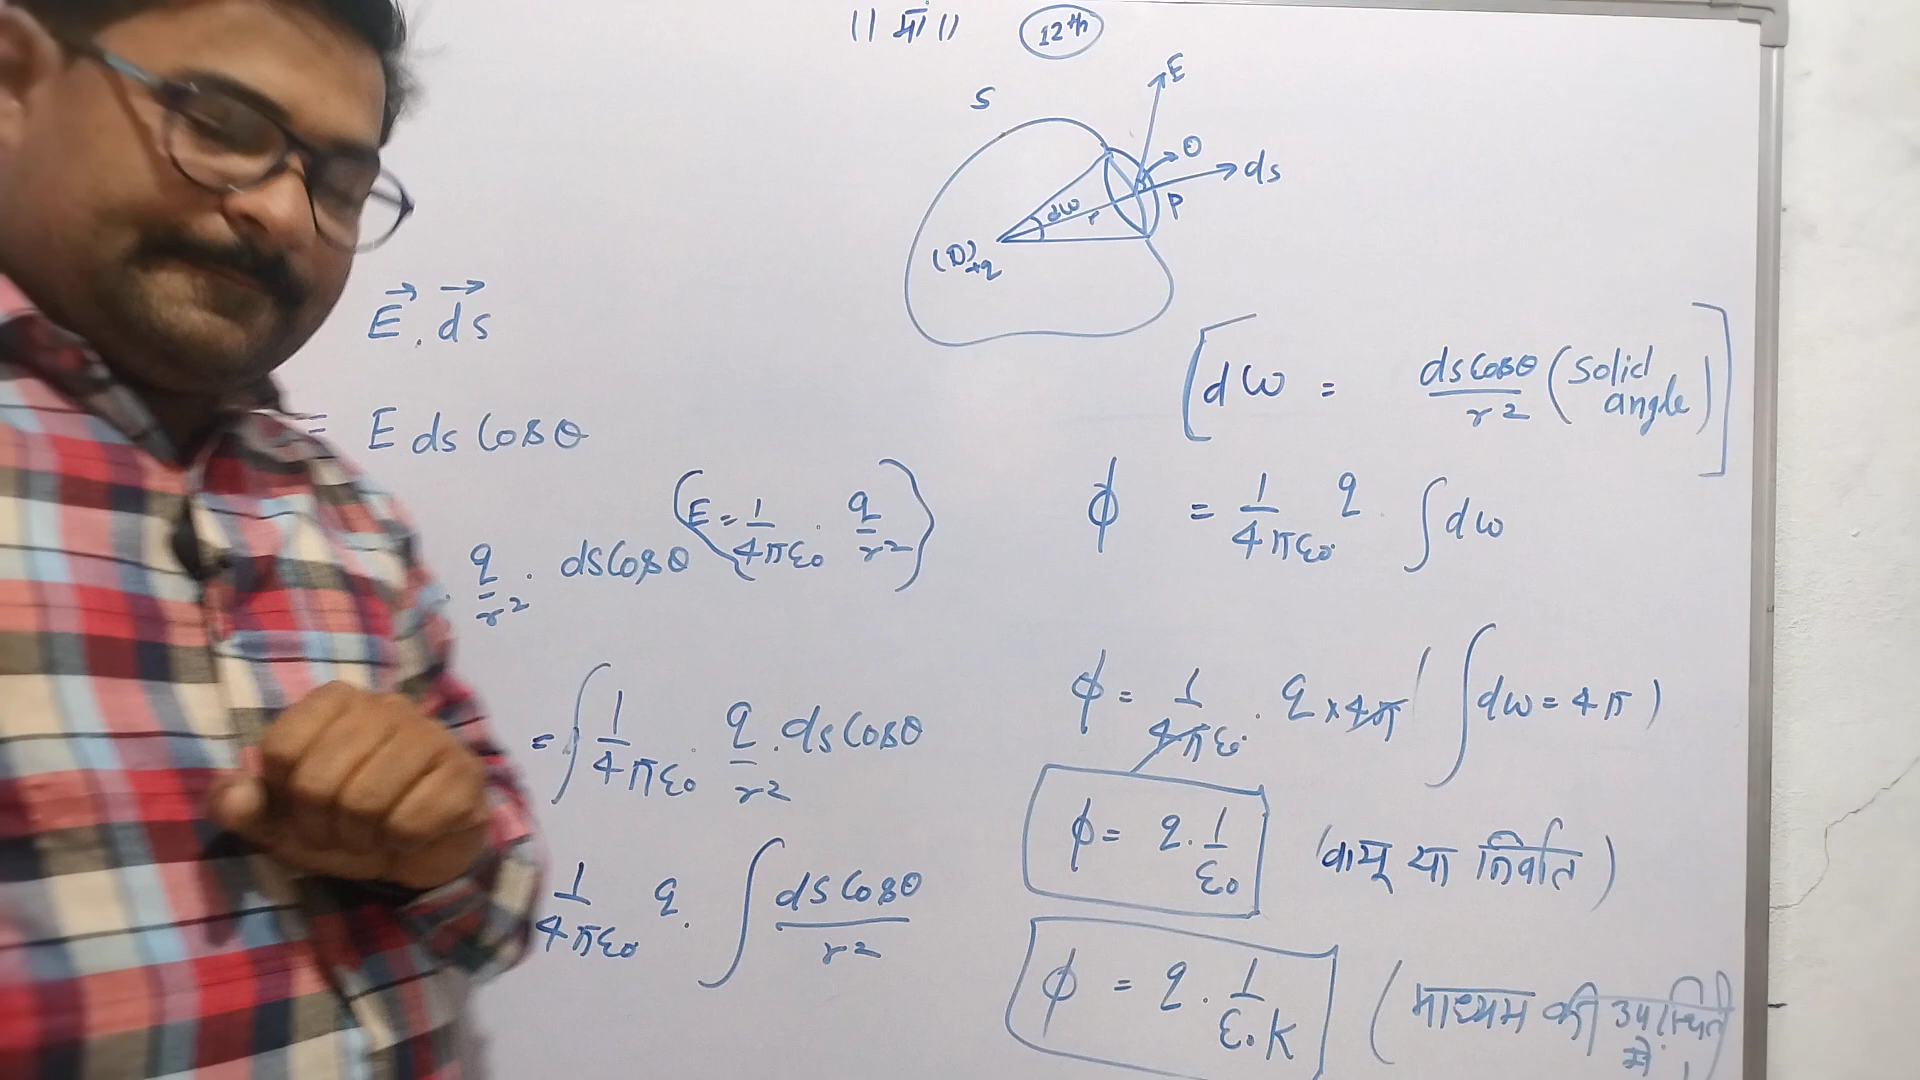 || माँ || 12th
S
E
θ
ds
P
dω
r
(O)+q
E⃗ . d⃗s
= E ds Cosθ
. q/r² . ds Cosθ (E = 1/4πε₀ . q/r²)
= ∫ 1/4πε₀ . q/r² . ds Cosθ
1/4πε₀ q . ∫ ds Cosθ/r²
[dω = ds Cosθ/r² (Solid angle)]
ϕ = 1/4πε₀ q . ∫dω
ϕ = 1/4πε₀ . q × 4π (∫dω = 4π)
ϕ = q . 1/ε₀ (वायू या निर्वात)
ϕ = q . 1/ε₀K (माध्यम की उपस्थिती में)